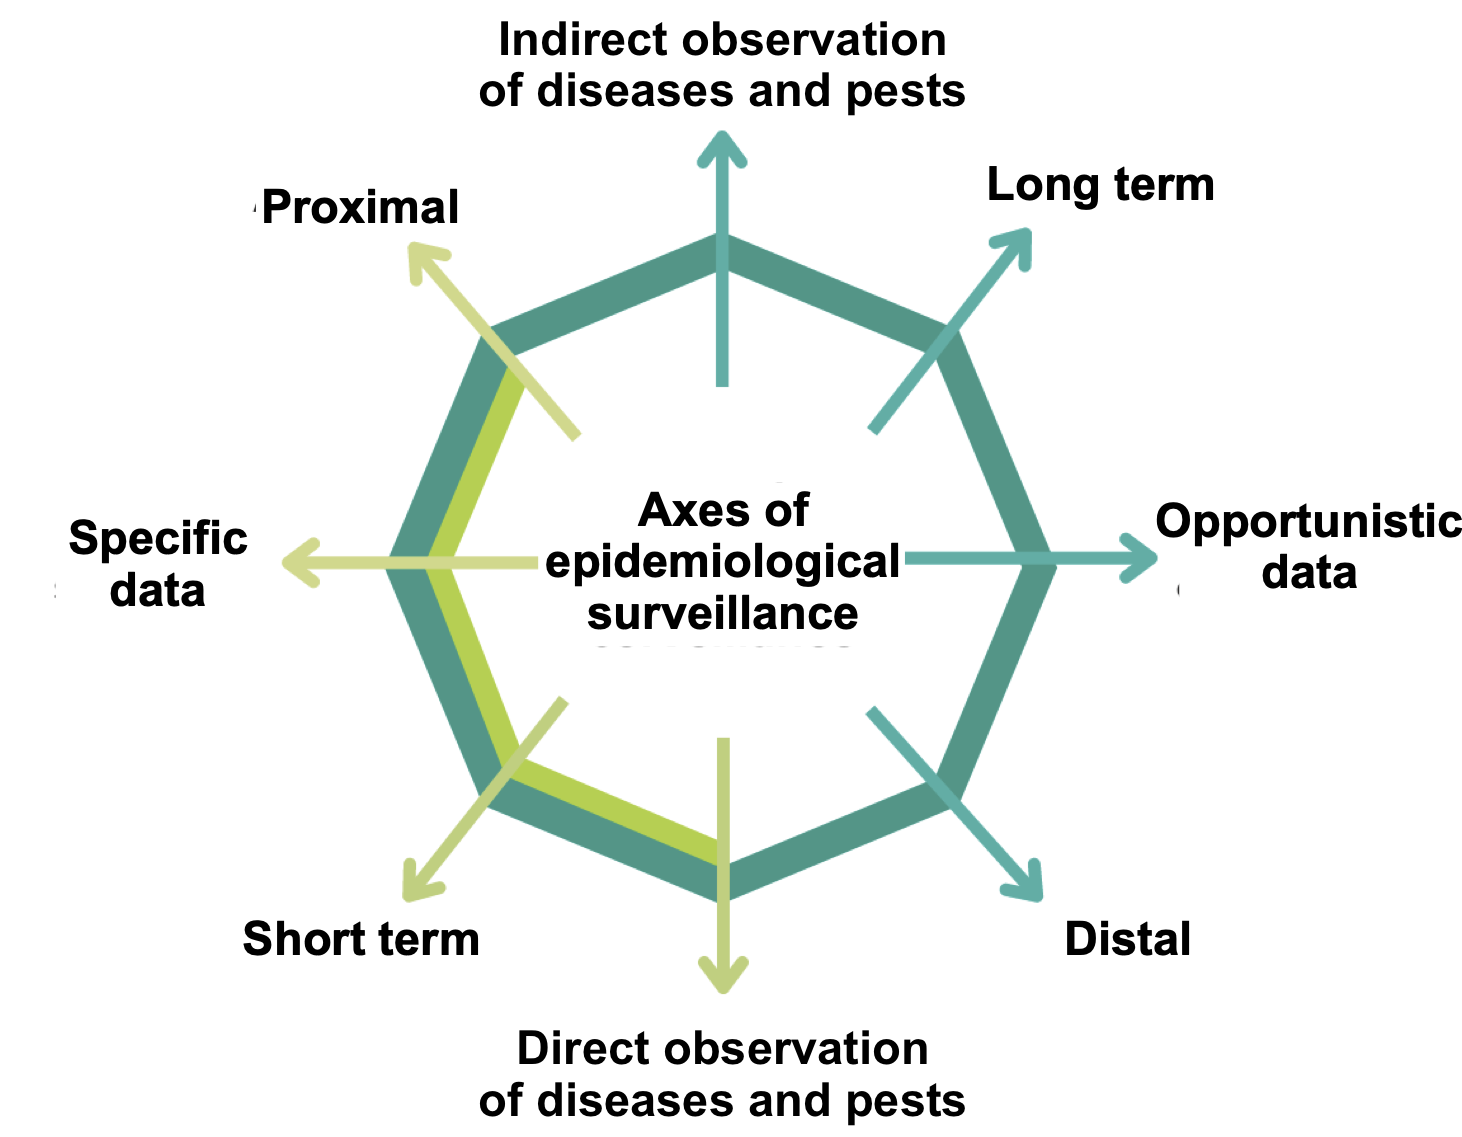 Indirect observation
of diseases and pests
Proximal
Long term
Specific
data
Axes of
epidemiological
surveillance
Opportunistic
data
Short term
Distal
Direct observation
of diseases and pests